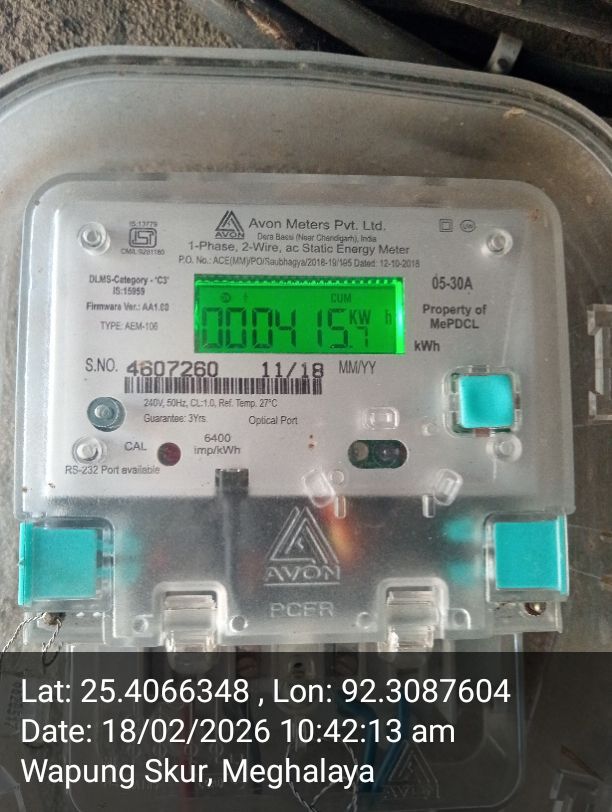 IS:13779
ISI
CM/L 9281180
AVON
Avon Meters Pvt. Ltd.
Dera Bassi (Near Chandigarh), India
1-Phase, 2-Wire, ac Static Energy Meter
P.O. No.: ACE(MM)/PO/Saubhagya/2018-19/195 Dated: 12-10-2018
DLMS-Category - 'C3'
IS:15959
Firmware Ver.: AA1.00
TYPE: AEM-106
CUM
000415.7 KW h
05-30A
Property of
MePDCL
kWh
S.NO. 4607260 11/18 MM/YY
240V, 50Hz, CL:1.0, Ref. Temp. 27°C
Guarantee: 3Yrs. Optical Port
CAL
6400
imp/kWh
RS-232 Port available
AVON
Lat: 25.4066348 , Lon: 92.3087604
Date: 18/02/2026 10:42:13 am
Wapung Skur, Meghalaya